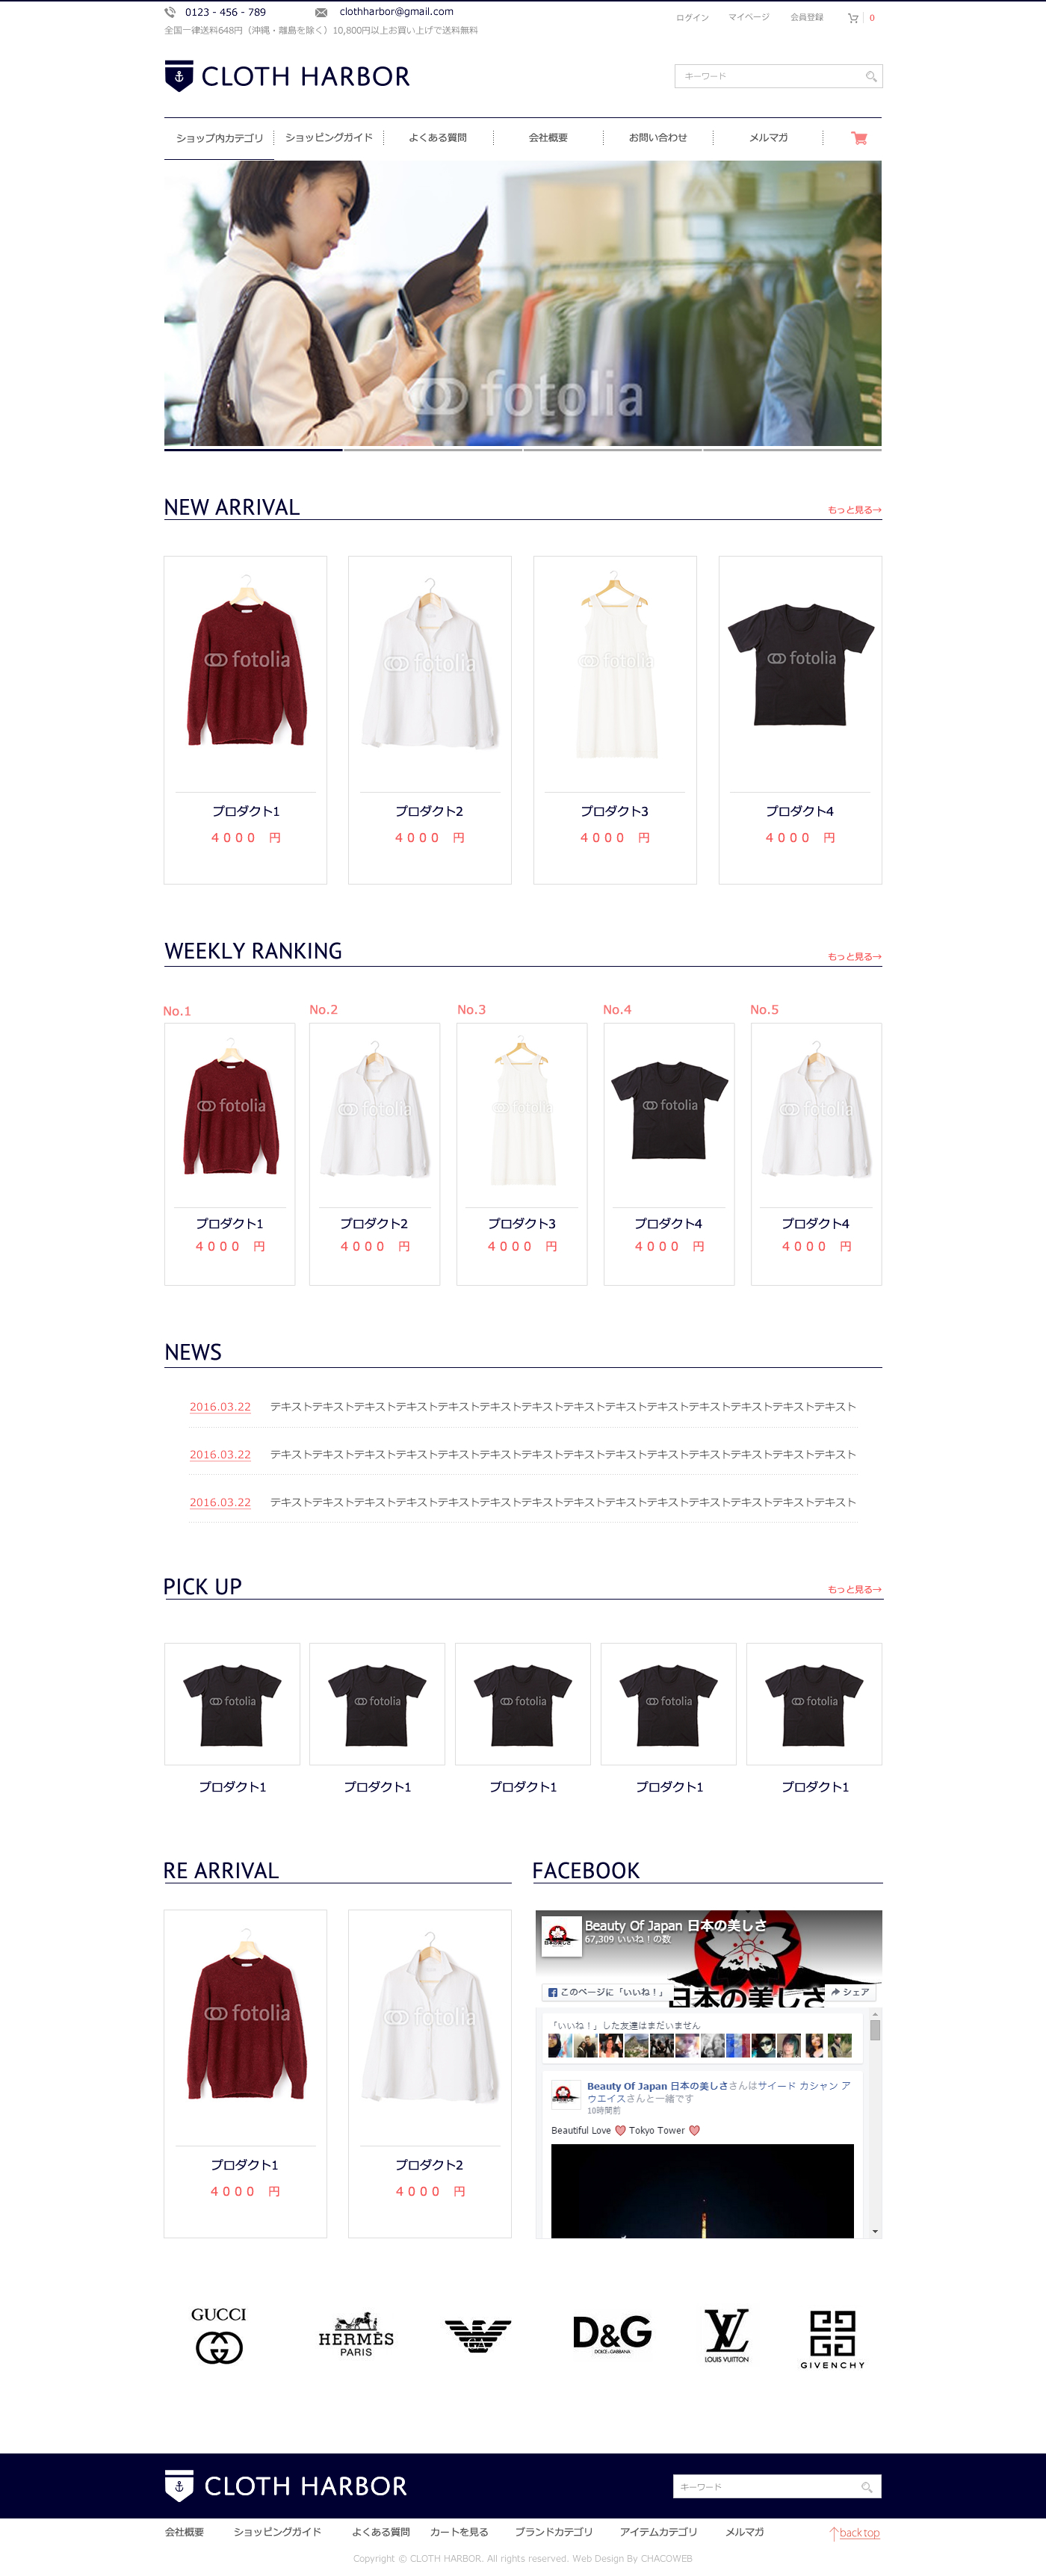 0123 - 456 - 789
clothharbor@gmail.com
ログイン
マイページ
会員登録
0
全国一律送料648円（沖縄・離島を除く）10,800円以上お買い上げで送料無料
CLOTH HARBOR
キーワード
ショップ内カテゴリ
ショッピングガイド
よくある質問
会社概要
お問い合わせ
メルマガ
fotolia
NEW ARRIVAL
もっと見る→
fotolia
fotolia
fotolia
fotolia
プロダクト1
プロダクト2
プロダクト3
プロダクト4
4000 円
4000 円
4000 円
4000 円
WEEKLY RANKING
もっと見る→
No.1
No.2
No.3
No.4
No.5
fotolia
fotolia
fotolia
fotolia
fotolia
プロダクト1
プロダクト2
プロダクト3
プロダクト4
プロダクト4
4000 円
4000 円
4000 円
4000 円
4000 円
NEWS
2016.03.22 テキストテキストテキストテキストテキストテキストテキストテキストテキストテキストテキストテキストテキストテキスト
2016.03.22 テキストテキストテキストテキストテキストテキストテキストテキストテキストテキストテキストテキストテキストテキスト
2016.03.22 テキストテキストテキストテキストテキストテキストテキストテキストテキストテキストテキストテキストテキストテキスト
PICK UP
もっと見る→
fotolia
fotolia
fotolia
fotolia
fotolia
プロダクト1
プロダクト1
プロダクト1
プロダクト1
プロダクト1
RE ARRIVAL
fotolia
fotolia
プロダクト1
プロダクト2
4000 円
4000 円
FACEBOOK
日本の美しさ
Beauty Of Japan 日本の美しさ
67,309 いいね！の数
このページに「いいね！」
日本の美しさ
シェア
「いいね！」した友達はまだいません
Beauty Of Japan 日本の美しささんはサイード カシャン ア
ウエイスさんと一緒です
10時間前
Beautiful Love Tokyo Tower
GUCCI
HERMÈS
PARIS
GA
D&G
DOLCE & GABBANA
LV
LOUIS VUITTON
GIVENCHY
CLOTH HARBOR
キーワード
会社概要
ショッピングガイド
よくある質問
カートを見る
ブランドカテゴリ
アイテムカテゴリ
メルマガ
back top
Copyright © CLOTH HARBOR. All rights reserved. Web Design By CHACOWEB